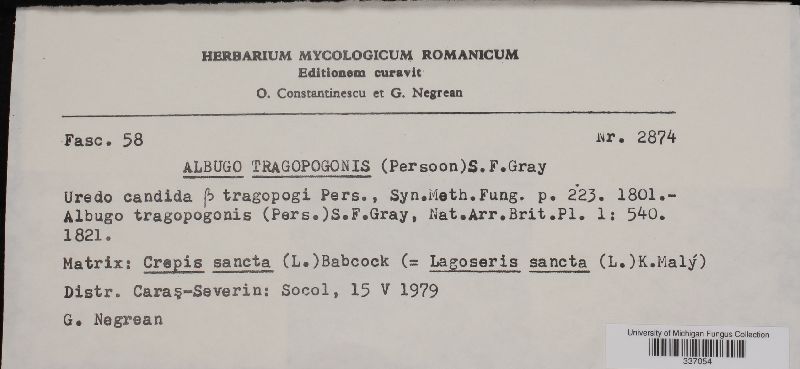 HERBARIUM MYCOLOGICUM ROMANICUM
Editionem curavit
O. Constantinescu et G. Negrean
Fasc. 58
Nr. 2874
ALBUGO TRAGOPOGONIS (Persoon)S.F.Gray
Uredo candida β tragopogi Pers., Syn.Meth.Fung. p. 223. 1801.-
Albugo tragopogonis (Pers.)S.F.Gray, Nat.Arr.Brit.Pl. 1: 540.
1821.
Matrix: Crepis sancta (L.)Babcock (= Lagoseris sancta (L.)K.Malý)
Distr. Caraş-Severin: Socol, 15 V 1979
G. Negrean
University of Michigan Fungus Collection
337054